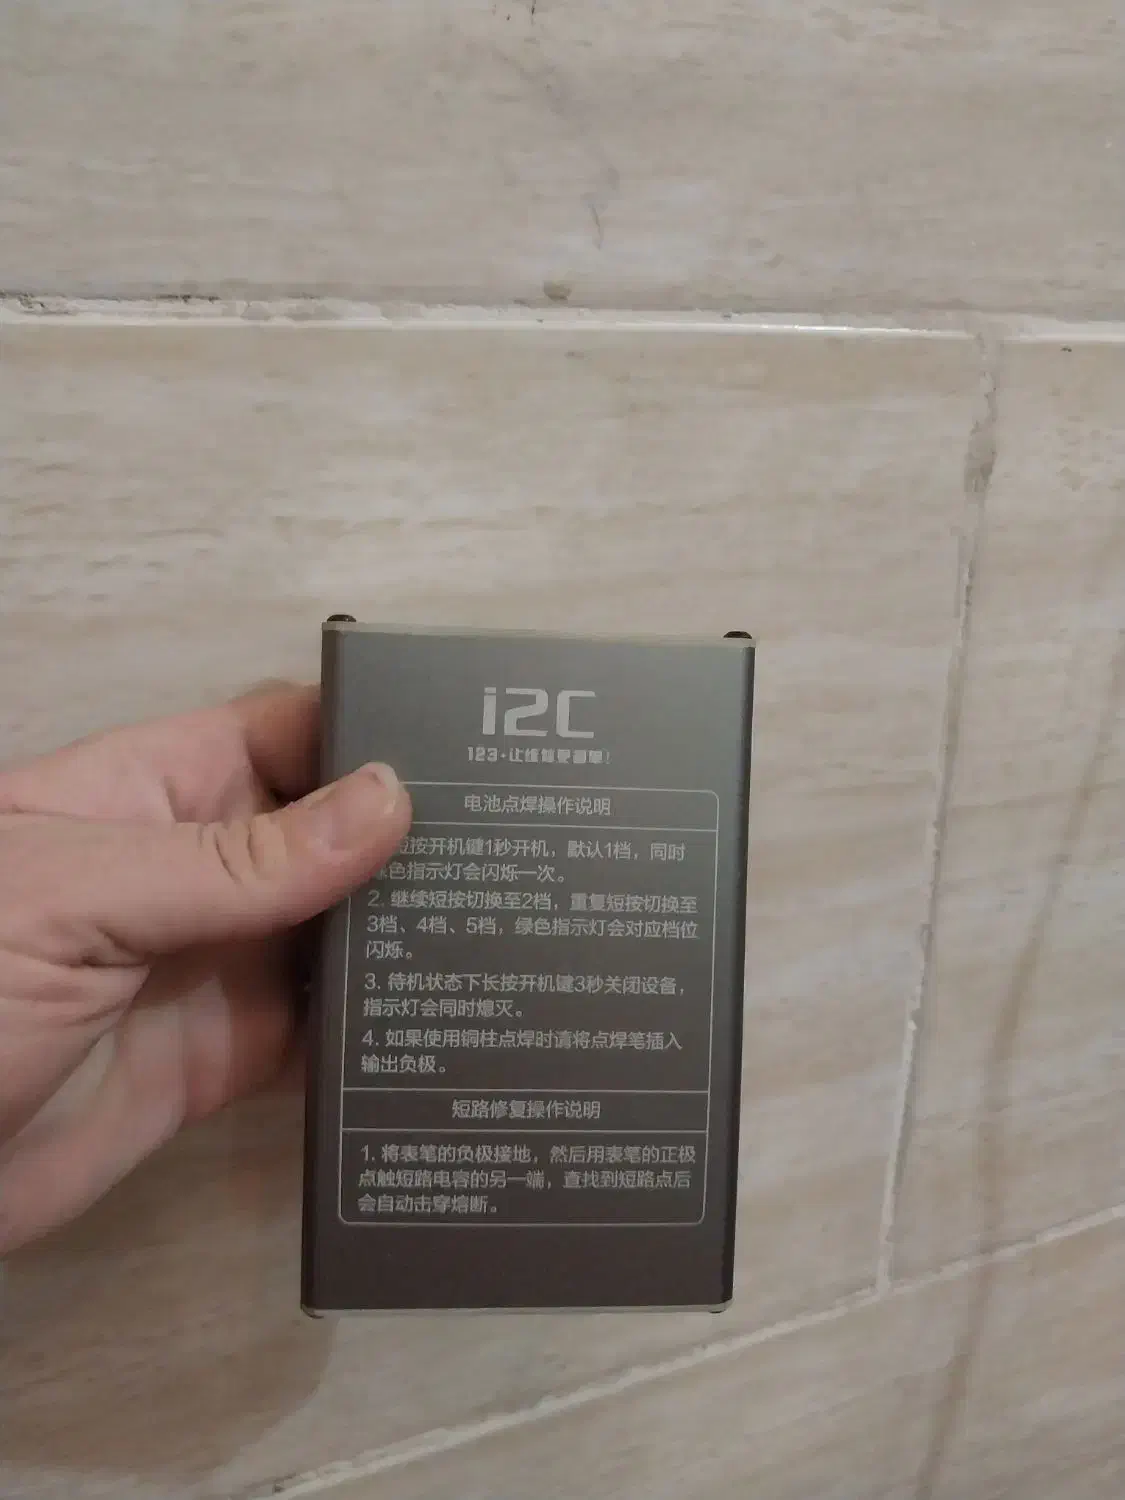 i2C
123·让维修更简单!
电池点焊操作说明
短按开机键1秒开机，默认1档，同时
绿色指示灯会闪烁一次。
2. 继续短按切换至2档，重复短按切换至
3档、4档、5档，绿色指示灯会对应档位
闪烁。
3. 待机状态下长按开机键3秒关闭设备，
指示灯会同时熄灭。
4. 如果使用铜柱点焊时请将点焊笔插入
输出负极。
短路修复操作说明
1. 将表笔的负极接地，然后用表笔的正极
点触短路电容的另一端，查找到短路点后
会自动击穿熔断。